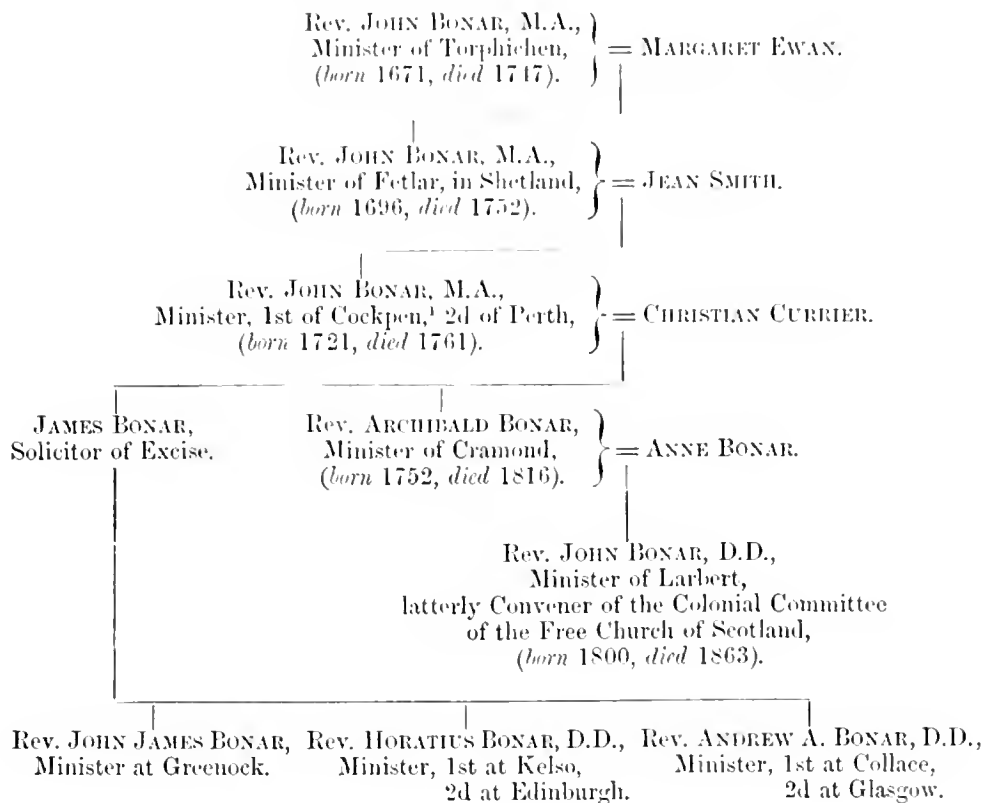 Rev. JOHN BONAR, M.A.,
Minister of Torphichen, = MARGARET EWAN.
(born 1671, died 1747).
Rev. JOHN BONAR, M.A.,
Minister of Fetlar, in Shetland, = JEAN SMITH.
(born 1696, died 1752).
Rev. JOHN BONAR, M.A.,
Minister, 1st of Cockpen,¹ 2d of Perth, = CHRISTIAN CURRIER.
(born 1721, died 1761).
JAMES BONAR,
Solicitor of Excise.
Rev. ARCHIBALD BONAR,
Minister of Cramond, = ANNE BONAR.
(born 1752, died 1816).
Rev. JOHN BONAR, D.D.,
Minister of Larbert,
latterly Convener of the Colonial Committee
of the Free Church of Scotland,
(born 1800, died 1863).
Rev. JOHN JAMES BONAR,
Minister at Greenock.
Rev. HORATIUS BONAR, D.D.,
Minister, 1st at Kelso,
2d at Edinburgh.
Rev. ANDREW A. BONAR, D.D.,
Minister, 1st at Collace,
2d at Glasgow.